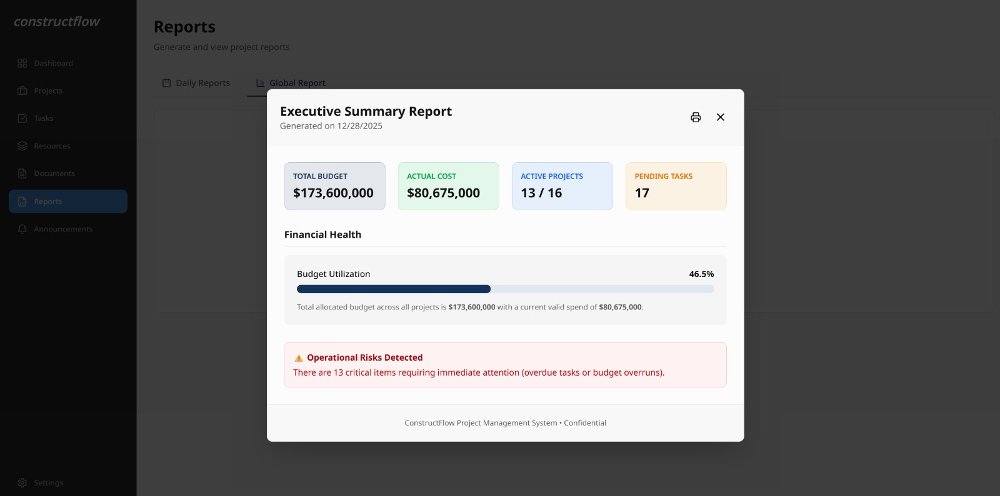 constructflow
Dashboard
Projects
Tasks
Resources
Documents
Reports
Announcements
Settings
Reports
Generate and view project reports
Daily Reports
Global Report
Executive Summary Report
Generated on 12/28/2025
TOTAL BUDGET
$173,600,000
ACTUAL COST
$80,675,000
ACTIVE PROJECTS
13 / 16
PENDING TASKS
17
Financial Health
Budget Utilization 46.5%
Total allocated budget across all projects is $173,600,000 with a current valid spend of $80,675,000.
⚠️ Operational Risks Detected
There are 13 critical items requiring immediate attention (overdue tasks or budget overruns).
ConstructFlow Project Management System • Confidential